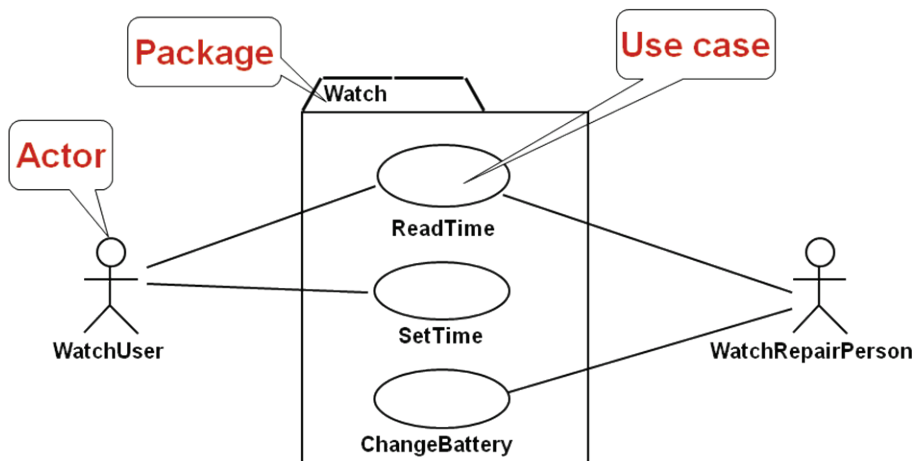 Package
Use case
Watch
Actor
ReadTime
SetTime
WatchUser
WatchRepairPerson
ChangeBattery